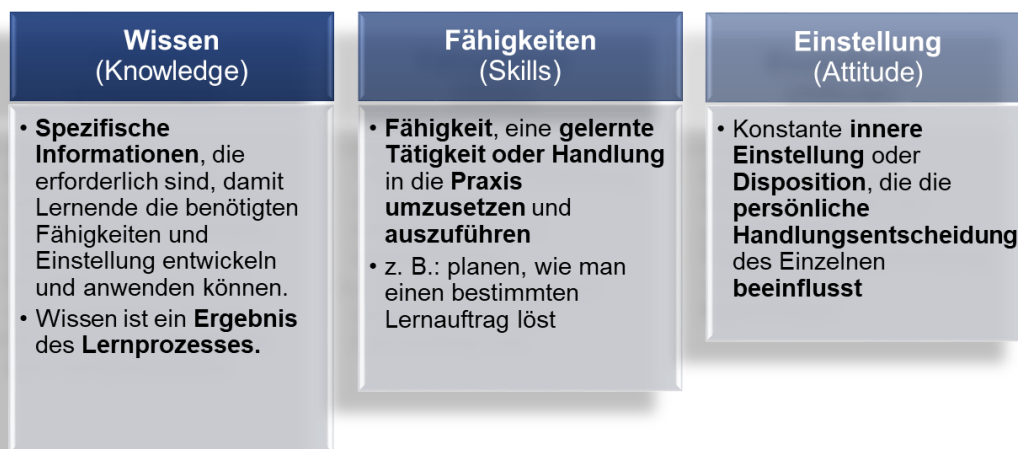 Wissen
(Knowledge)
• Spezifische
Informationen, die
erforderlich sind, damit
Lernende die benötigten
Fähigkeiten und
Einstellung entwickeln
und anwenden können.
• Wissen ist ein Ergebnis
des Lernprozesses.
Fähigkeiten
(Skills)
• Fähigkeit, eine gelernte
Tätigkeit oder Handlung
in die Praxis
umzusetzen und
auszuführen
• z. B.: planen, wie man
einen bestimmten
Lernauftrag löst
Einstellung
(Attitude)
• Konstante innere
Einstellung oder
Disposition, die die
persönliche
Handlungsentscheidung
des Einzelnen
beeinflusst